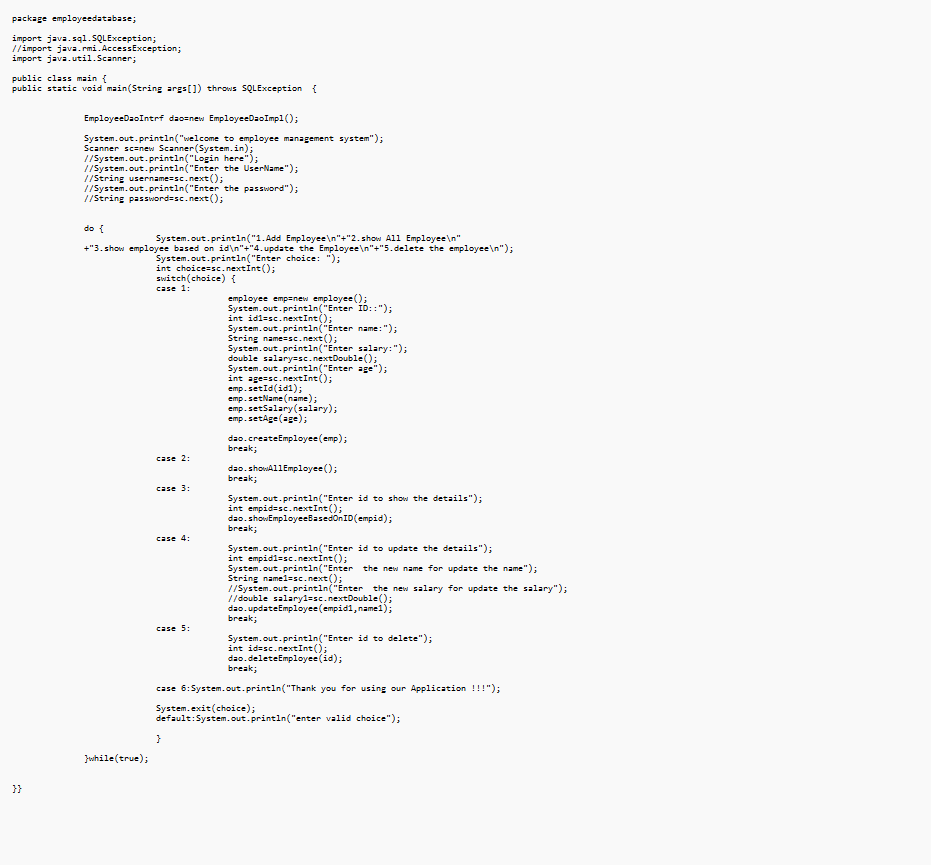 package employeedatabase;
import java.sql.SQLException;
//import java.rmi.AccessException;
import java.util.Scanner;
public class main {
public static void main(String args[]) throws SQLException  {
EmployeeDaoIntrf dao=new EmployeeDaoImpl();
System.out.println("welcome to employee management system");
Scanner sc=new Scanner(System.in);
//System.out.println("Login here");
//System.out.println("Enter the UserName");
//String username=sc.next();
//System.out.println("Enter the password");
//String password=sc.next();
do {
System.out.println("1.Add Employee\n"+"2.show All Employee\n"
+"3.show employee based on id\n"+"4.update the Employee\n"+"5.delete the employee\n");
System.out.println("Enter choice: ");
int choice=sc.nextInt();
switch(choice) {
case 1:
employee emp=new employee();
System.out.println("Enter ID::");
int id1=sc.nextInt();
System.out.println("Enter name:");
String name=sc.next();
System.out.println("Enter salary:");
double salary=sc.nextDouble();
System.out.println("Enter age");
int age=sc.nextInt();
emp.setId(id1);
emp.setName(name);
emp.setSalary(salary);
emp.setAge(age);
dao.createEmployee(emp);
break;
case 2:
dao.showAllEmployee();
break;
case 3:
System.out.println("Enter id to show the details");
int empid=sc.nextInt();
dao.showEmployeeBasedOnID(empid);
break;
case 4:
System.out.println("Enter id to update the details");
int empid1=sc.nextInt();
System.out.println("Enter  the new name for update the name");
String name1=sc.next();
//System.out.println("Enter  the new salary for update the salary");
//double salary1=sc.nextDouble();
dao.updateEmployee(empid1,name1);
break;
case 5:
System.out.println("Enter id to delete");
int id=sc.nextInt();
dao.deleteEmployee(id);
break;
case 6:System.out.println("Thank you for using our Application !!!");
System.exit(choice);
default:System.out.println("enter valid choice");
}
}while(true);
}}